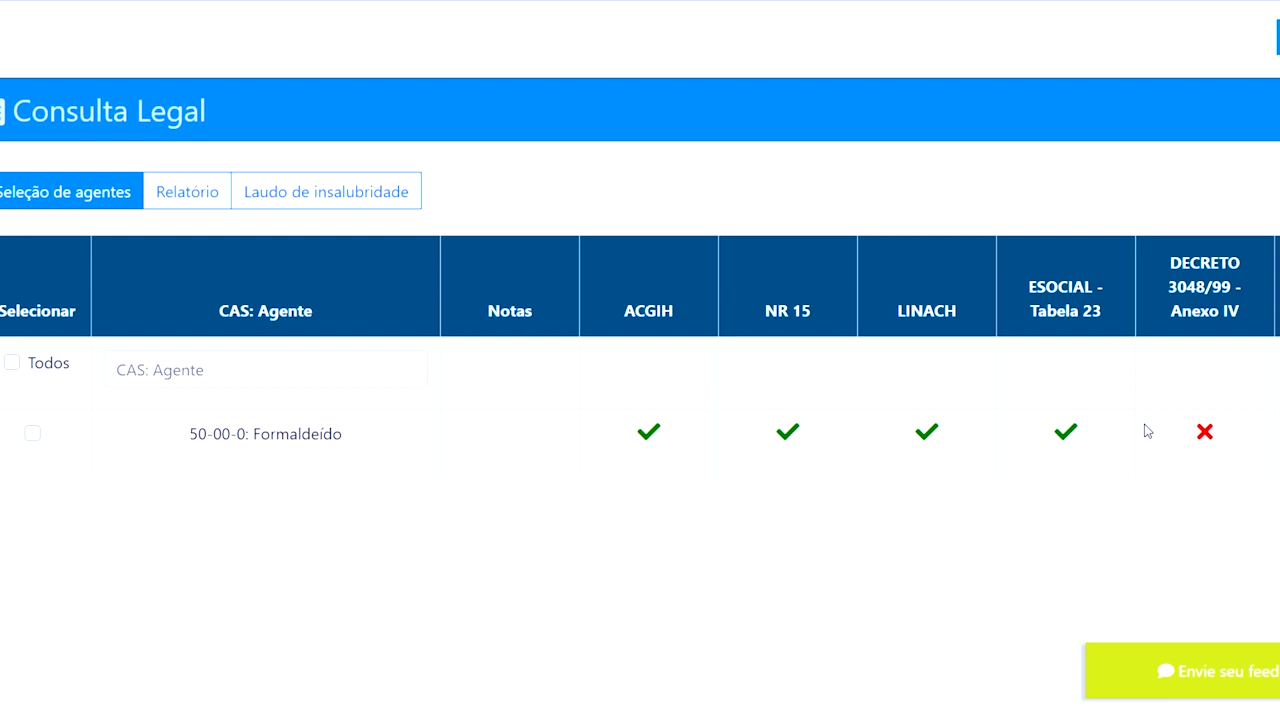 Consulta Legal
Seleção de agentes
Relatório
Laudo de insalubridade
Selecionar
CAS: Agente
Notas
ACGIH
NR 15
LINACH
ESOCIAL -
Tabela 23
DECRETO
3048/99 -
Anexo IV
Todos
CAS: Agente
50-00-0: Formaldeído
Envie seu feed